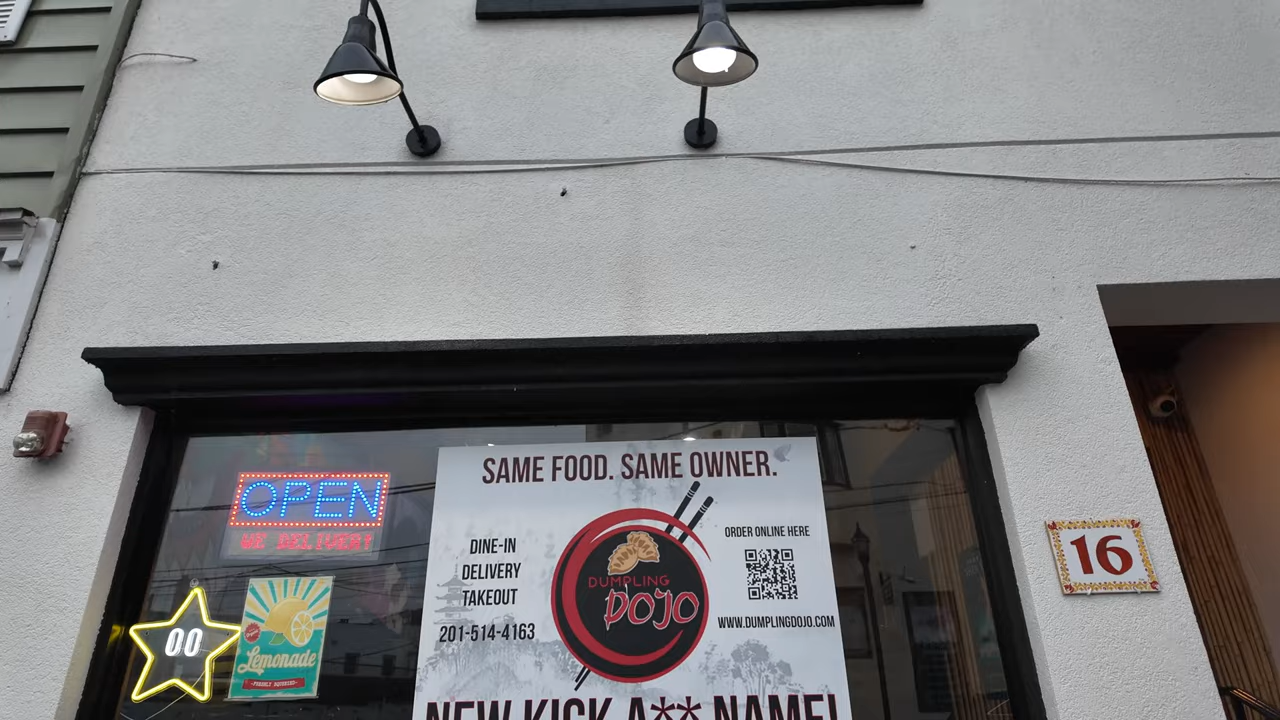 OPEN
WE DELIVERY
00
Lemonade
SAME FOOD. SAME OWNER.
DINE-IN
DELIVERY
TAKEOUT
201-514-4163
DUMPLING
DOJO
ORDER ONLINE HERE
WWW.DUMPLINGDOJO.COM
NEW KICK A** NAME!
16